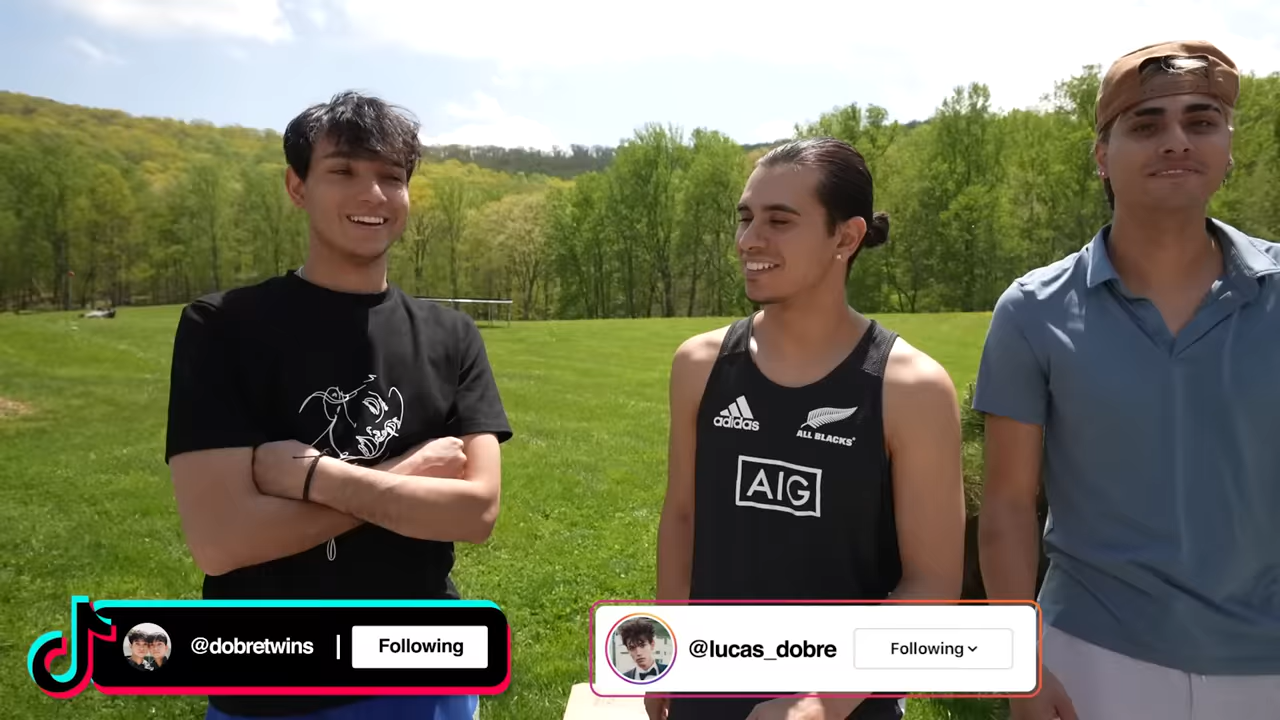 adidas
ALL BLACKS
AIG
@dobretwins | Following
@lucas_dobre Following